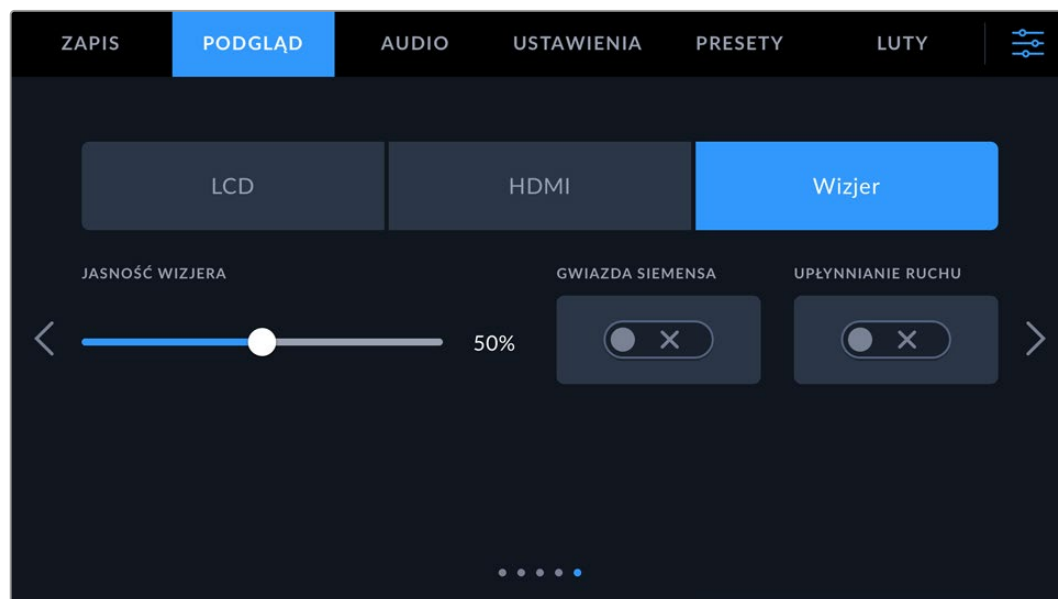 ZAPIS PODGLĄD AUDIO USTAWIENIA PRESETY LUTY
LCD HDMI Wizjer
JASNOŚĆ WIZJERA GWIAZDA SIEMENSA UPŁYNNIANIE RUCHU
50%